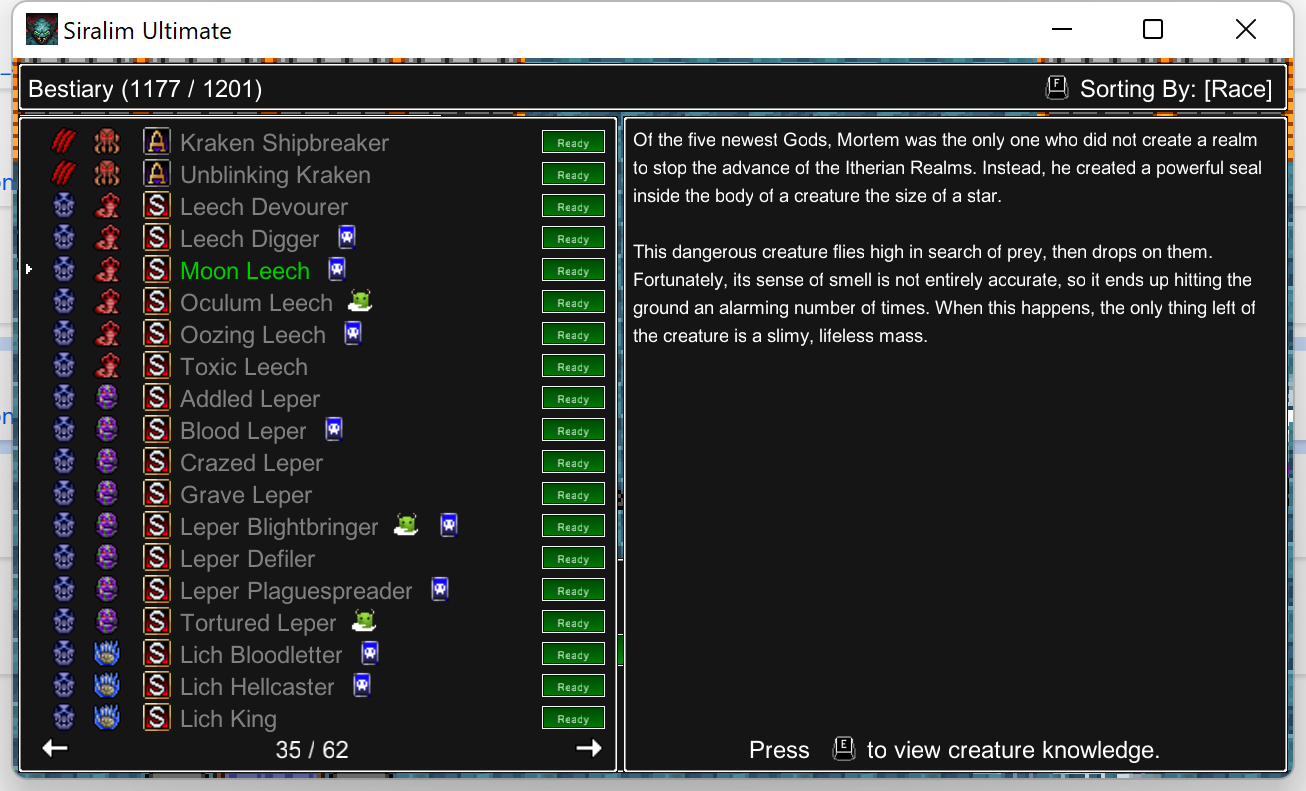 Siralim Ultimate
Bestiary (1177 / 1201)
F Sorting By: [Race]
A Kraken Shipbreaker Ready
A Unblinking Kraken Ready
S Leech Devourer Ready
S Leech Digger Ready
S Moon Leech Ready
S Oculum Leech Ready
S Oozing Leech Ready
S Toxic Leech Ready
S Addled Leper Ready
S Blood Leper Ready
S Crazed Leper Ready
S Grave Leper Ready
S Leper Blightbringer Ready
S Leper Defiler Ready
S Leper Plaguespreader Ready
S Tortured Leper Ready
S Lich Bloodletter Ready
S Lich Hellcaster Ready
S Lich King Ready
35 / 62
Of the five newest Gods, Mortem was the only one who did not create a realm
to stop the advance of the Itherian Realms. Instead, he created a powerful seal
inside the body of a creature the size of a star.
This dangerous creature flies high in search of prey, then drops on them.
Fortunately, its sense of smell is not entirely accurate, so it ends up hitting the
ground an alarming number of times. When this happens, the only thing left of
the creature is a slimy, lifeless mass.
Press E to view creature knowledge.